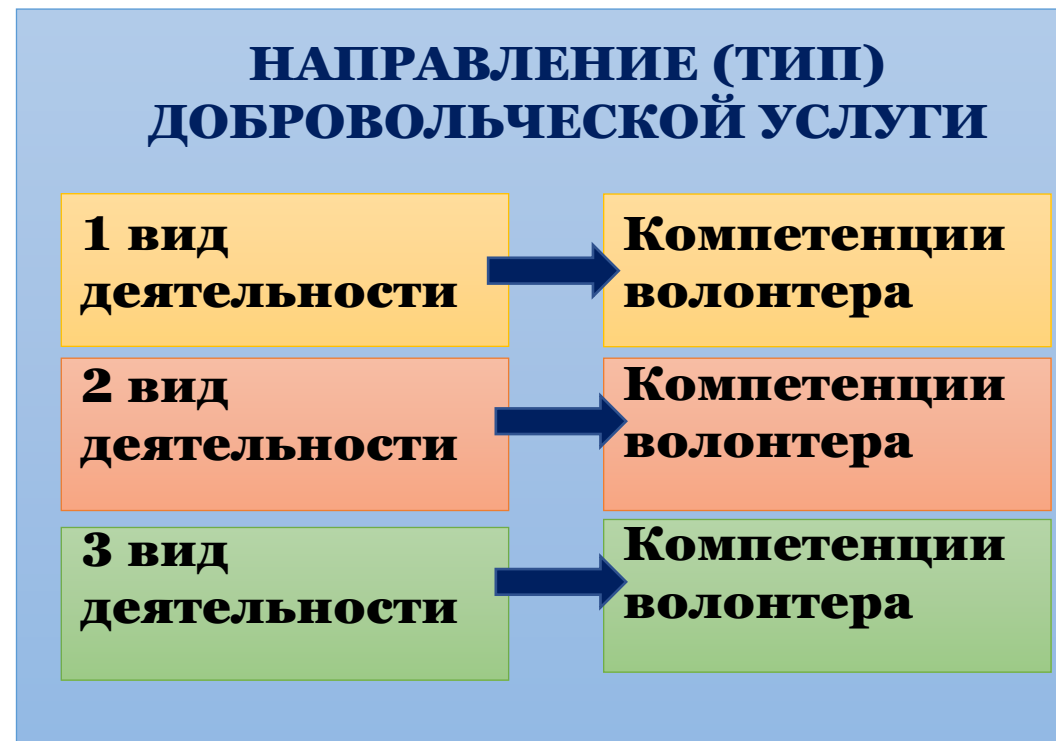 НАПРАВЛЕНИЕ (ТИП)
ДОБРОВОЛЬЧЕСКОЙ УСЛУГИ
1 вид
деятельности
Компетенции
волонтера
2 вид
деятельности
Компетенции
волонтера
3 вид
деятельности
Компетенции
волонтера